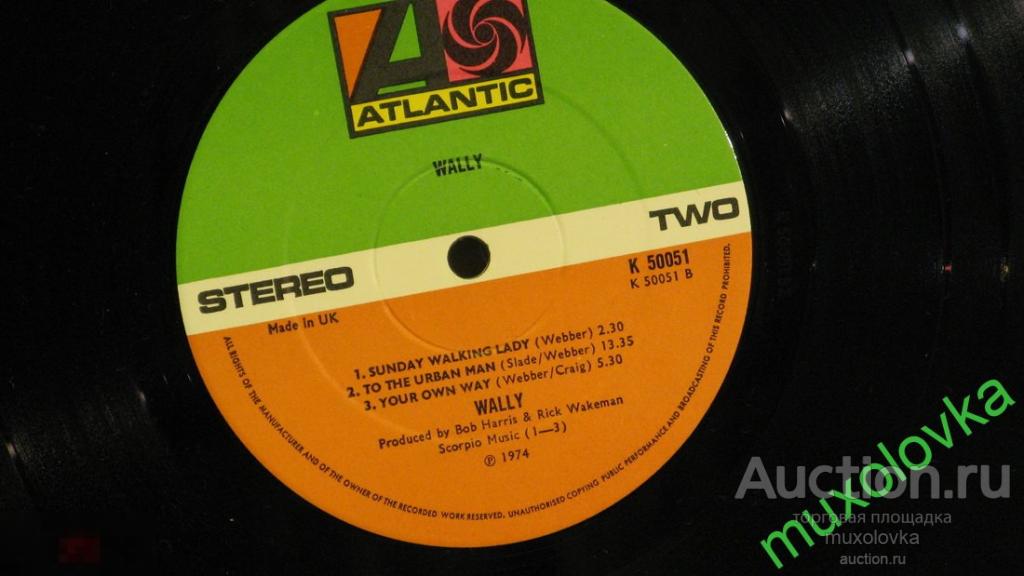 ATLANTIC
WALLY
STEREO
TWO
Made in UK
K 50051
K 50051 B
1. SUNDAY WALKING LADY (Webber) 2.30
2. TO THE URBAN MAN (Slade/Webber) 13.35
3. YOUR OWN WAY (Webber/Craig) 5.30
WALLY
Produced by Bob Harris & Rick Wakeman
Scorpio Music (1—3)
℗ 1974
ALL RIGHTS OF THE MANUFACTURER AND OF THE OWNER OF THE RECORDED WORK RESERVED. UNAUTHORISED COPYING PUBLIC PERFORMANCE AND BROADCASTING OF THIS RECORD PROHIBITED.
muxolovka
Auction.ru
торговая площадка
muxolovka
auction.ru